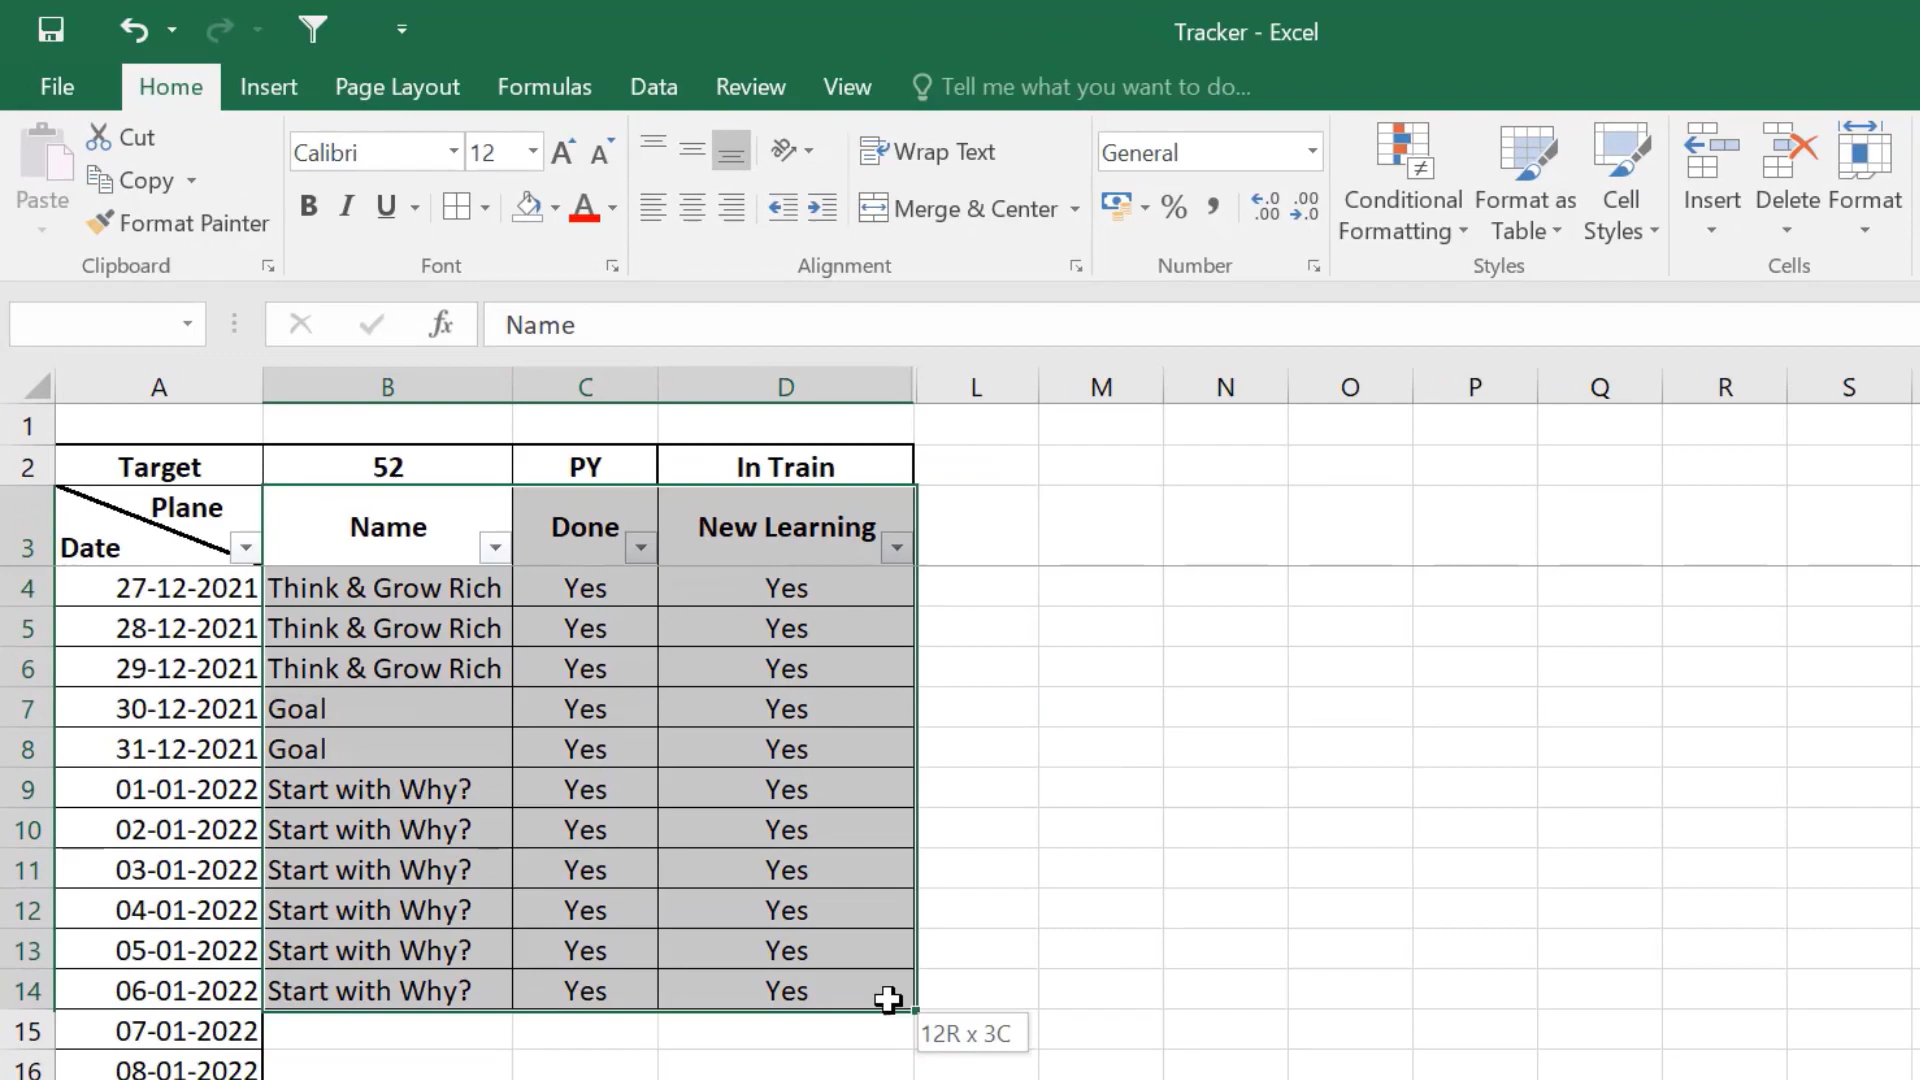 Tracker - Excel
File Home Insert Page Layout Formulas Data Review View Tell me what you want to do...
Paste
Cut
Copy
Format Painter
Clipboard
Calibri 12 A A
B I U A
Font
Wrap Text
Merge & Center
Alignment
General
% , .0 .00 .00 .0
Number
Conditional Formatting
Format as Table
Cell Styles
Styles
Insert Delete Format
Cells
fx Name
A B C D L M N O P Q R S
1
2 Target 52 PY In Train
3 Plane Date Name Done New Learning
4 27-12-2021 Think & Grow Rich Yes Yes
5 28-12-2021 Think & Grow Rich Yes Yes
6 29-12-2021 Think & Grow Rich Yes Yes
7 30-12-2021 Goal Yes Yes
8 31-12-2021 Goal Yes Yes
9 01-01-2022 Start with Why? Yes Yes
10 02-01-2022 Start with Why? Yes Yes
11 03-01-2022 Start with Why? Yes Yes
12 04-01-2022 Start with Why? Yes Yes
13 05-01-2022 Start with Why? Yes Yes
14 06-01-2022 Start with Why? Yes Yes
15 07-01-2022
12R x 3C
16 08-01-2022